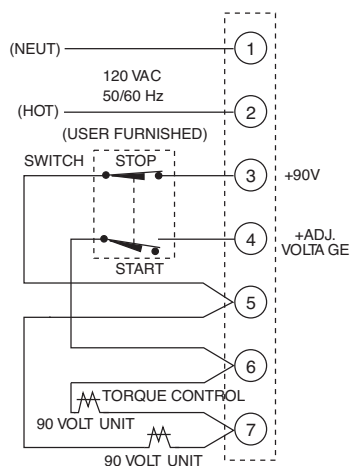 (NEUT)
1
120 VAC
50/60 Hz
(HOT)
2
(USER FURNISHED)
SWITCH STOP
3 +90V
4 +ADJ.
VOLTA GE
START
5
6
TORQUE CONTROL
90 VOLT UNIT
7
90 VOLT UNIT